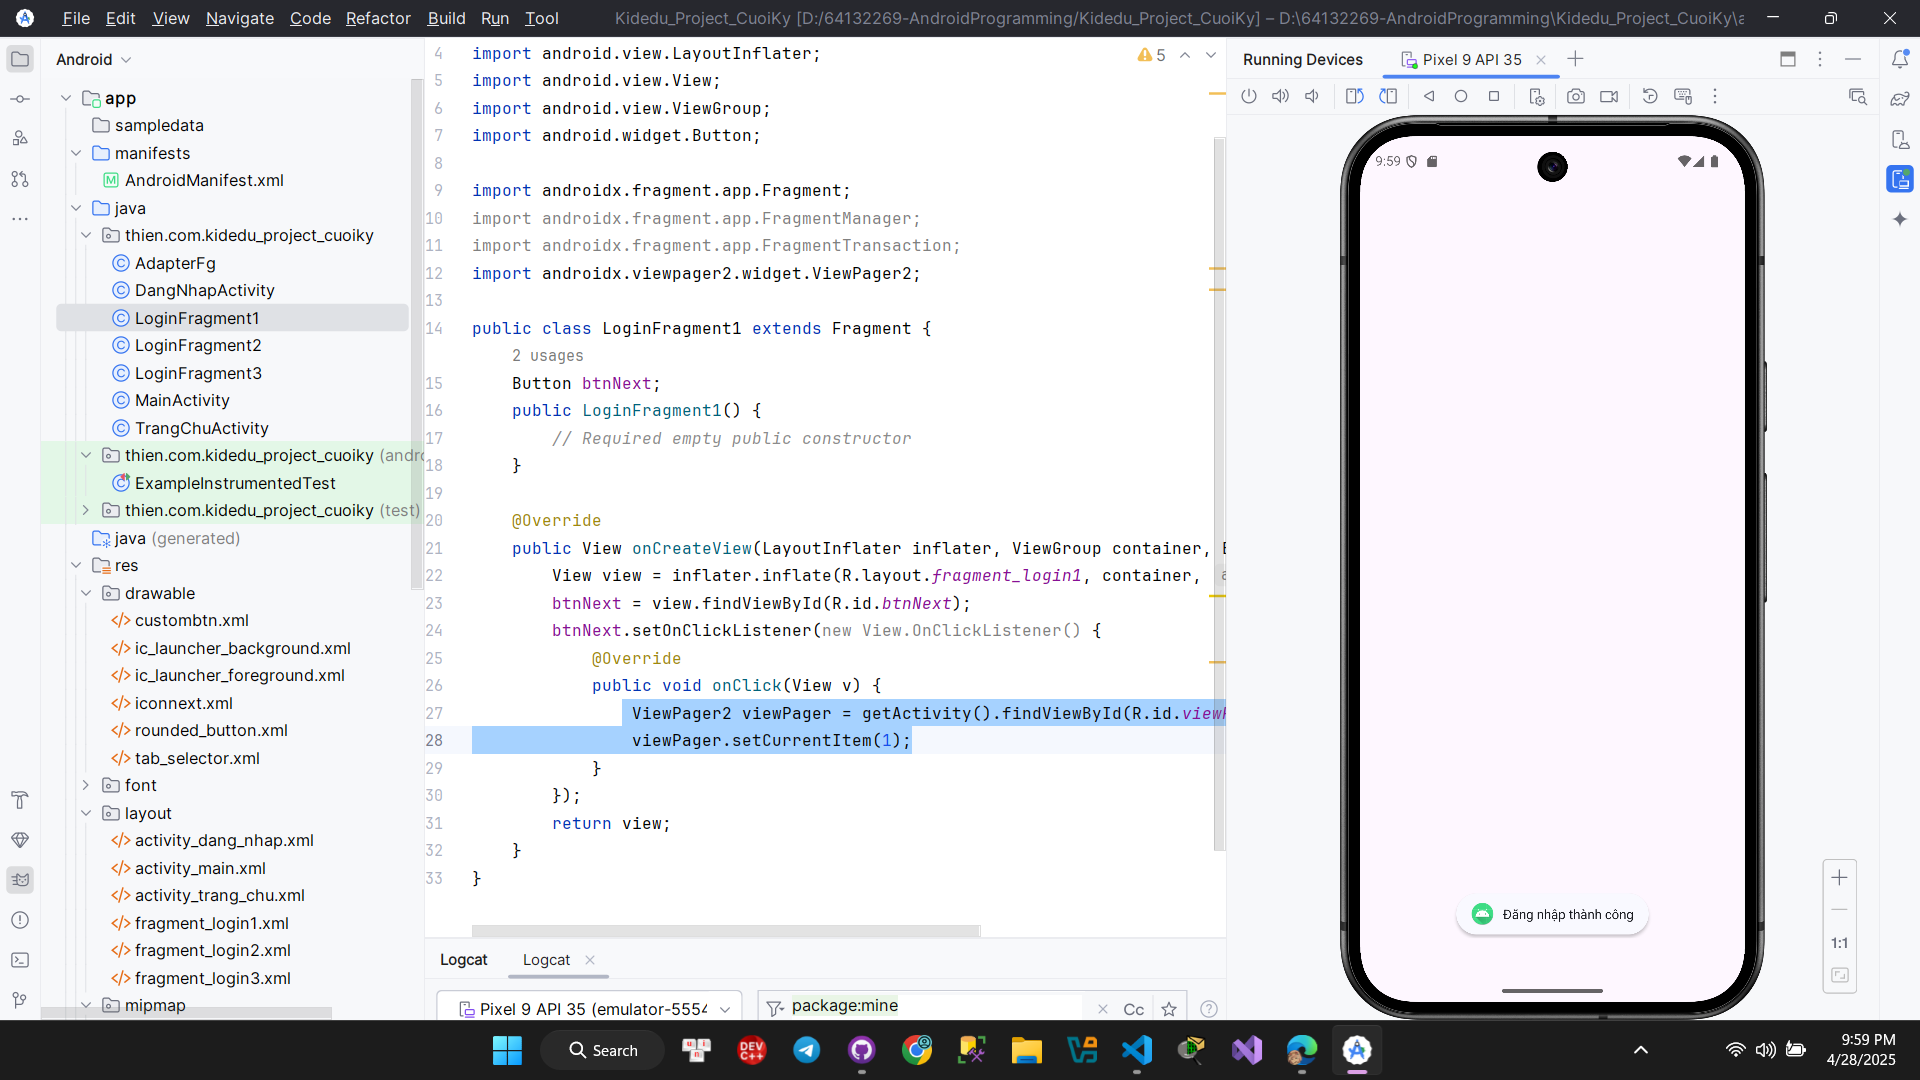 File Edit View Navigate Code Refactor Build Run Tool Kidedu_Project_CuoiKy [D:/64132269-AndroidProgramming/Kidedu_Project_CuoiKy] – D:\64132269-AndroidProgramming\Kidedu_Project_CuoiKy\a
Android
app
sampledata
manifests
AndroidManifest.xml
java
thien.com.kidedu_project_cuoiky
AdapterFg
DangNhapActivity
LoginFragment1
LoginFragment2
LoginFragment3
MainActivity
TrangChuActivity
thien.com.kidedu_project_cuoiky (andro
ExampleInstrumentedTest
thien.com.kidedu_project_cuoiky (test)
java (generated)
res
drawable
custombtn.xml
ic_launcher_background.xml
ic_launcher_foreground.xml
iconnext.xml
rounded_button.xml
tab_selector.xml
font
layout
activity_dang_nhap.xml
activity_main.xml
activity_trang_chu.xml
fragment_login1.xml
fragment_login2.xml
fragment_login3.xml
mipmap
5
4 import android.view.LayoutInflater;
5 import android.view.View;
6 import android.view.ViewGroup;
7 import android.widget.Button;
8
9 import androidx.fragment.app.Fragment;
10 import androidx.fragment.app.FragmentManager;
11 import androidx.fragment.app.FragmentTransaction;
12 import androidx.viewpager2.widget.ViewPager2;
13
14 public class LoginFragment1 extends Fragment {
2 usages
15 Button btnNext;
16 public LoginFragment1() {
17 // Required empty public constructor
18 }
19
20 @Override
21 public View onCreateView(LayoutInflater inflater, ViewGroup container,
22 View view = inflater.inflate(R.layout.fragment_login1, container, a
23 btnNext = view.findViewById(R.id.btnNext);
24 btnNext.setOnClickListener(new View.OnClickListener() {
25 @Override
26 public void onClick(View v) {
27 ViewPager2 viewPager = getActivity().findViewById(R.id.view
28 viewPager.setCurrentItem(1);
29 }
30 });
31 return view;
32 }
33 }
Logcat Logcat
Pixel 9 API 35 (emulator-5554 package:mine Cc
Running Devices Pixel 9 API 35
9:59
Đăng nhập thành công
1:1
Search
DEV C++
9:59 PM
4/28/2025